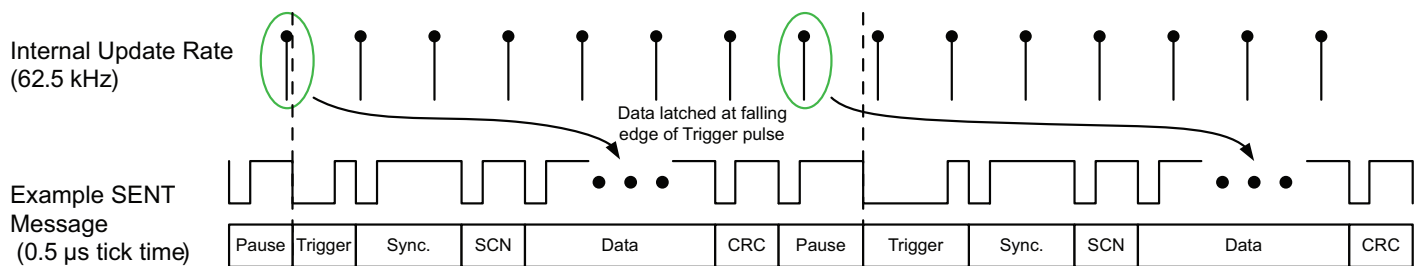 Internal Update Rate
(62.5 kHz)
Data latched at falling
edge of Trigger pulse
Example SENT
Message
(0.5 µs tick time)
Pause Trigger Sync. SCN Data CRC Pause Trigger Sync. SCN Data CRC